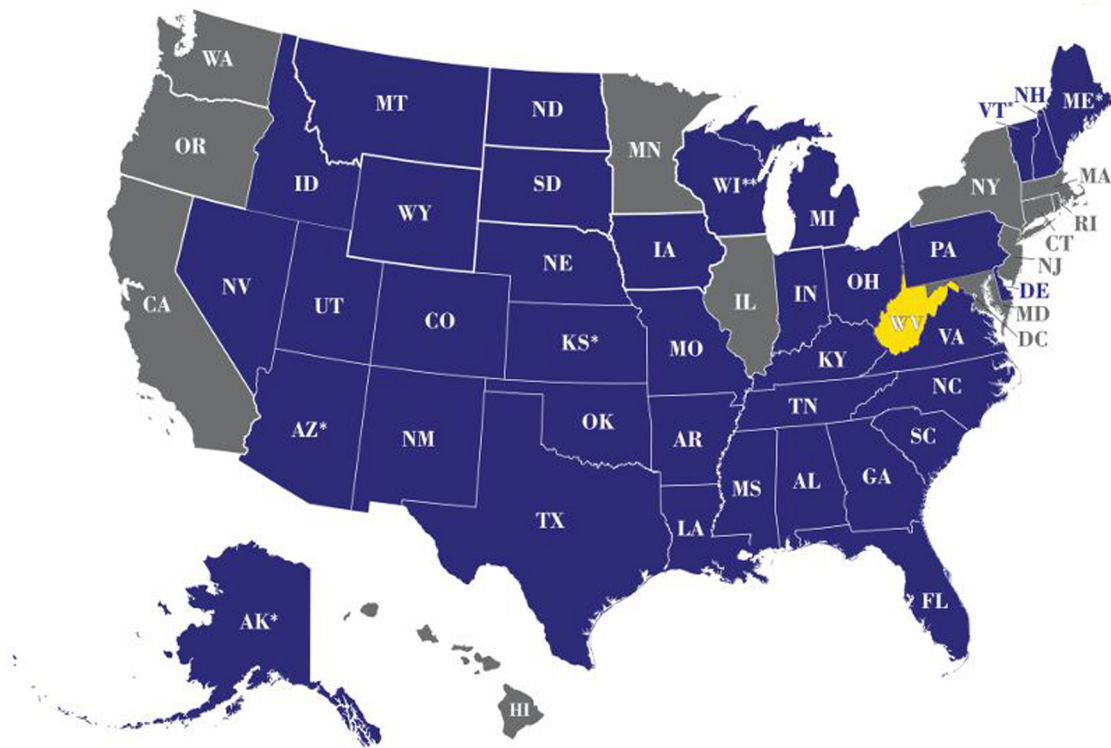 WA
MT
ND
MN
VT*
NH
ME*
OR
ID
SD
WI**
MI
NY
MA
WY
RI
CT
IA
PA
NJ
NE
NV
CA
UT
CO
IL
IN
OH
DE
MD
DC
WV
VA
KS*
MO
KY
NC
TN
AZ*
NM
OK
AR
SC
MS
AL
GA
TX
LA
FL
AK*
HI